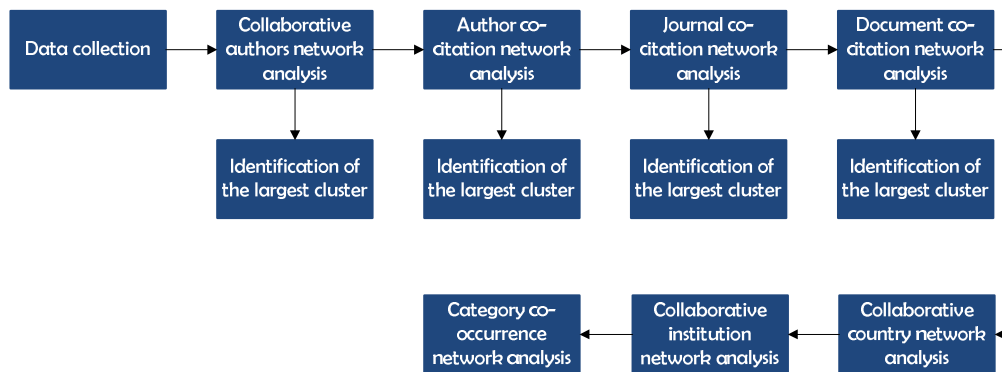 Data collection
Collaborative
authors network
analysis
Author co-
citation network
analysis
Journal co-
citation network
analysis
Document co-
citation network
analysis
Identification of
the largest cluster
Identification of
the largest cluster
Identification of
the largest cluster
Identification of
the largest cluster
Collaborative
country network
analysis
Collaborative
institution
network analysis
Category co-
occurrence
network analysis